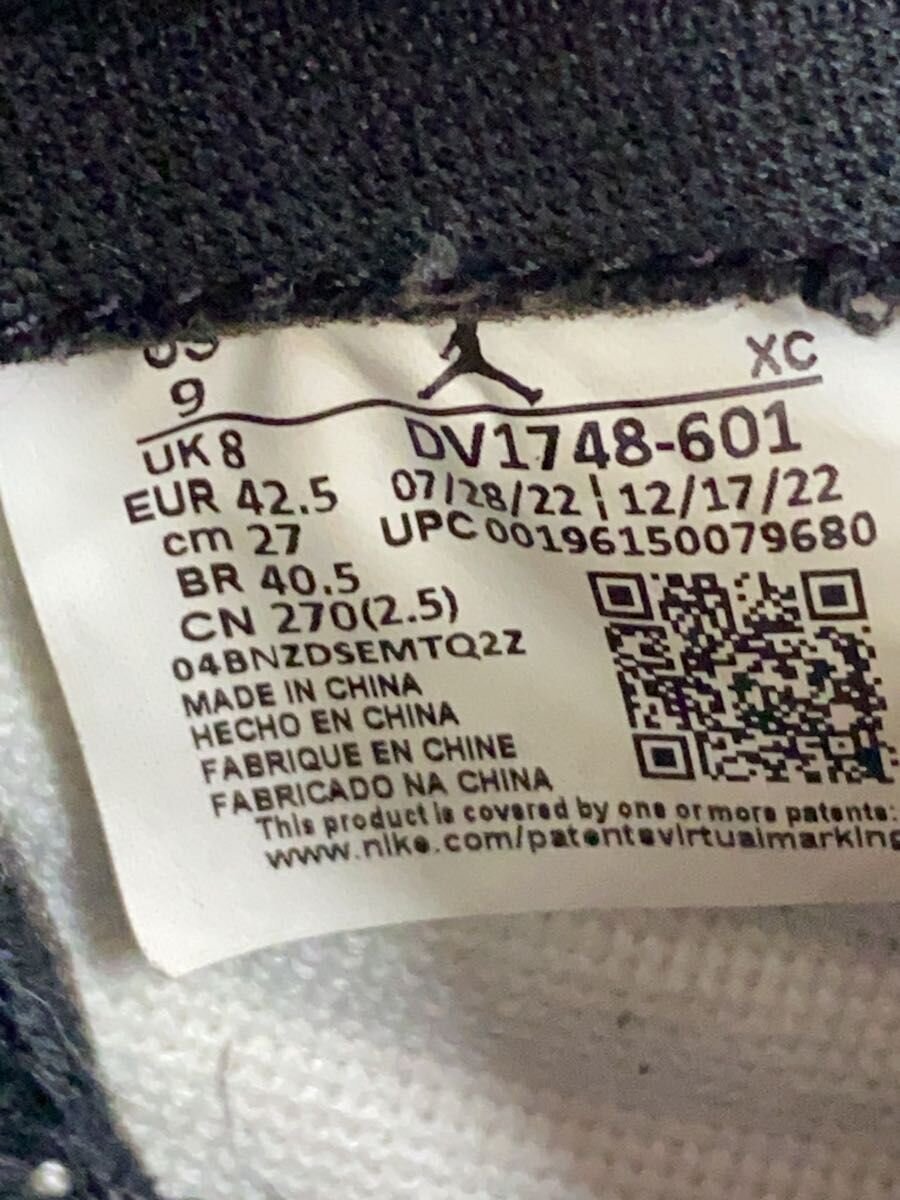 US XC
9
UK 8 DV1748-601
EUR 42.5 07/28/22 | 12/17/22
cm 27 UPC 00196150079680
BR 40.5
CN 270(2.5)
04BNZDSEMTQ2Z
MADE IN CHINA
HECHO EN CHINA
FABRIQUE EN CHINE
FABRICADO NA CHINA
This product is covered by one or more patents:
www.nike.com/patentsvirtualmarking